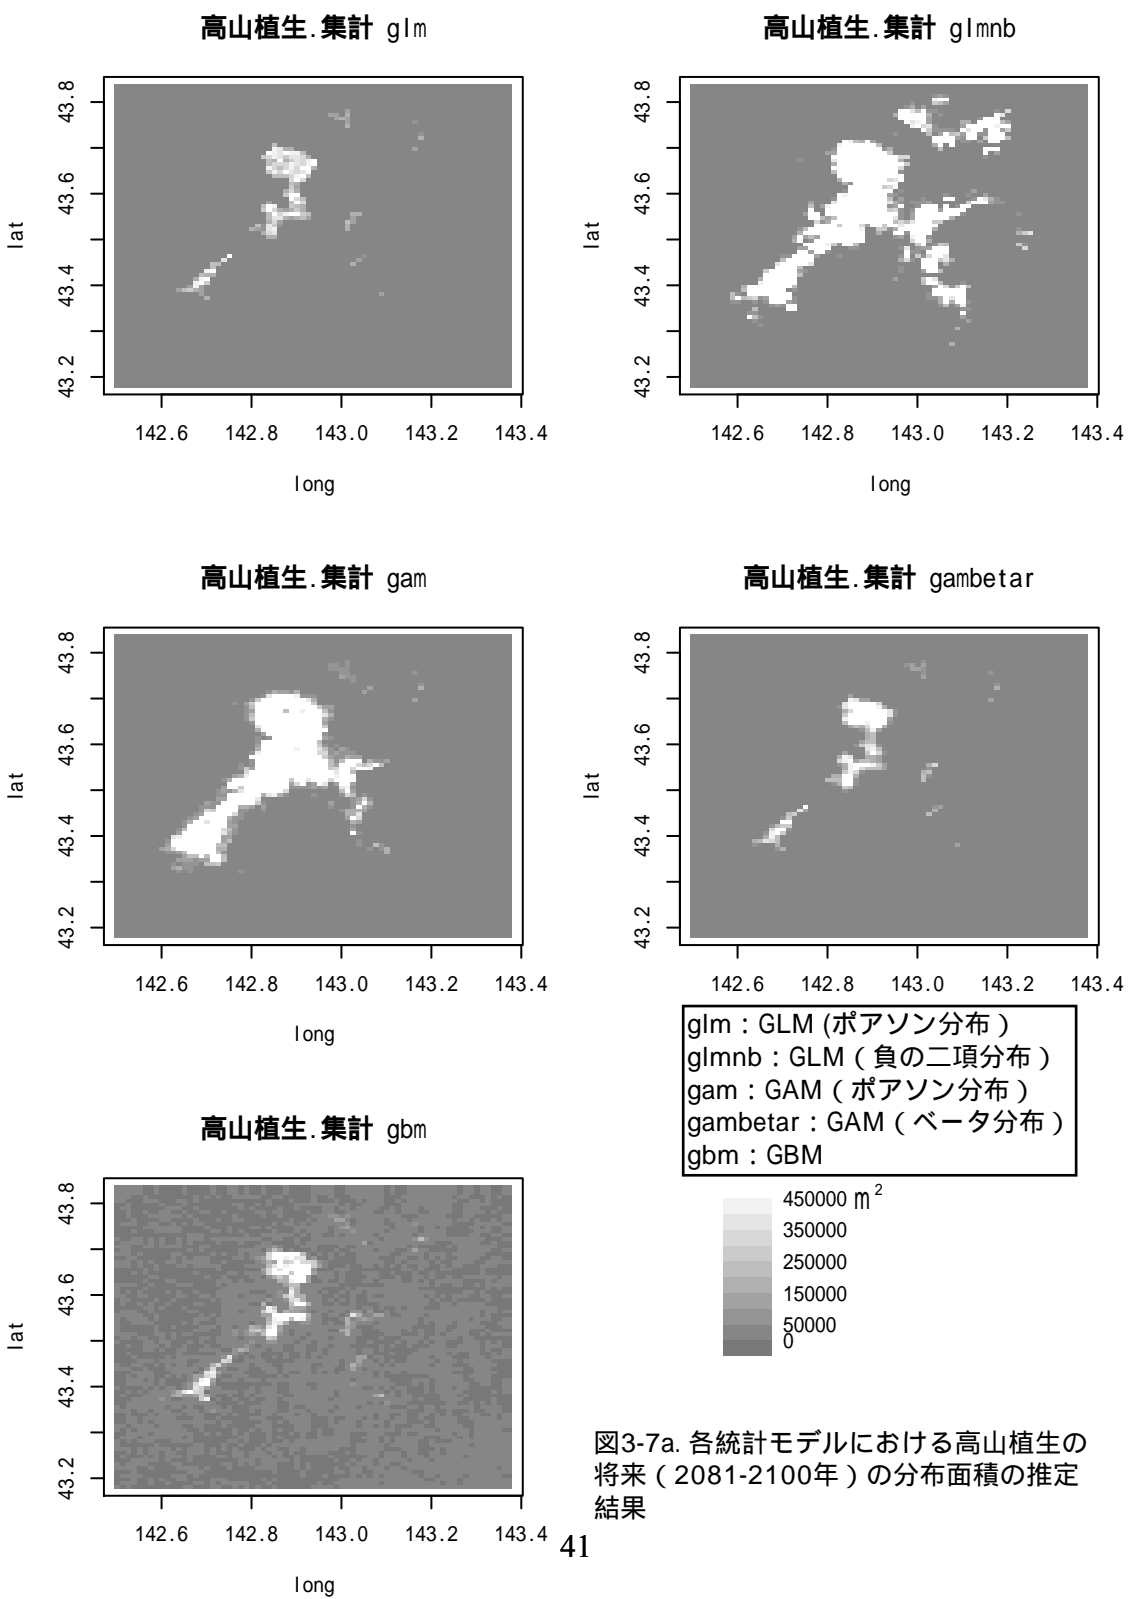 高山植生.集計 glm
43.8
43.6
43.4
43.2
lat
142.6 142.8 143.0 143.2 143.4
long
高山植生.集計 glmnb
43.8
43.6
43.4
43.2
lat
142.6 142.8 143.0 143.2 143.4
long
高山植生.集計 gam
43.8
43.6
43.4
43.2
lat
142.6 142.8 143.0 143.2 143.4
long
高山植生.集計 gambetar
43.8
43.6
43.4
43.2
lat
142.6 142.8 143.0 143.2 143.4
glm：GLM (ポアソン分布）
glmnb：GLM（負の二項分布）
gam：GAM（ポアソン分布）
gambetar：GAM（ベータ分布）
gbm：GBM
高山植生.集計 gbm
43.8
43.6
43.4
43.2
lat
142.6 142.8 143.0 143.2 143.4
long
450000 m²
350000
250000
150000
50000
0
図3-7a. 各統計モデルにおける高山植生の
将来（2081-2100年）の分布面積の推定
結果
41